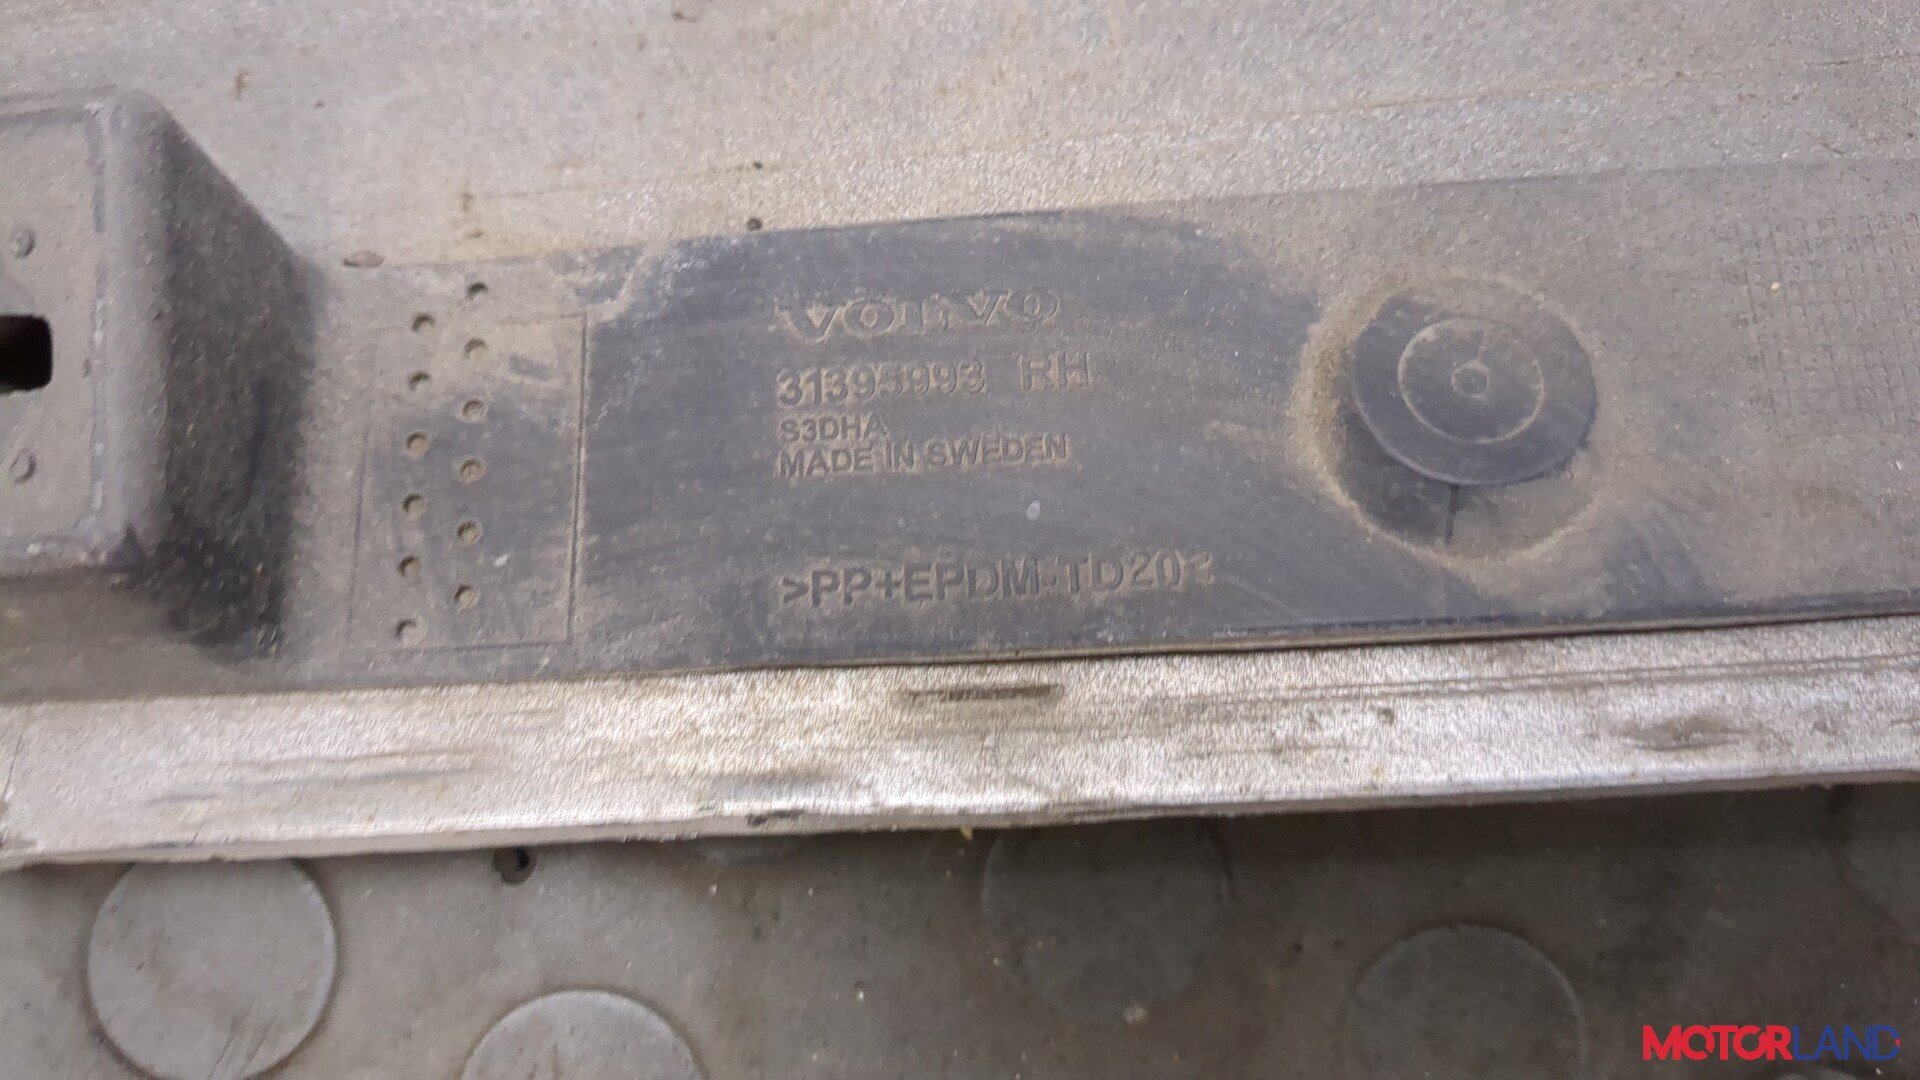 VOLVO
31395993 RH
S3DHA
MADE IN SWEDEN
>PP+EPDM-TD20<
MOTORLAND